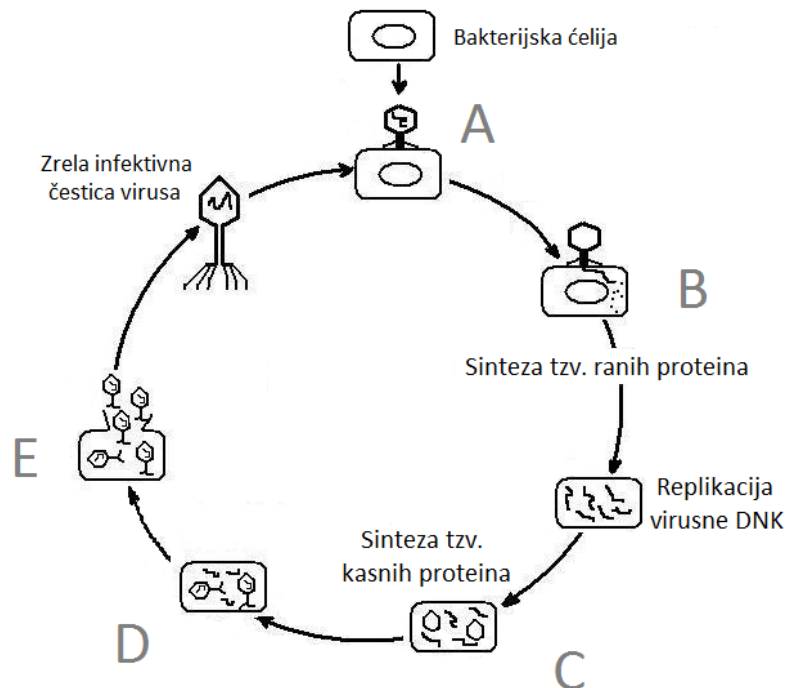 Bakterijska ćelija
A
Zrela infektivna
čestica virusa
B
Sinteza tzv. ranih proteina
Replikacija
virusne DNK
E
Sinteza tzv.
kasnih proteina
D
C